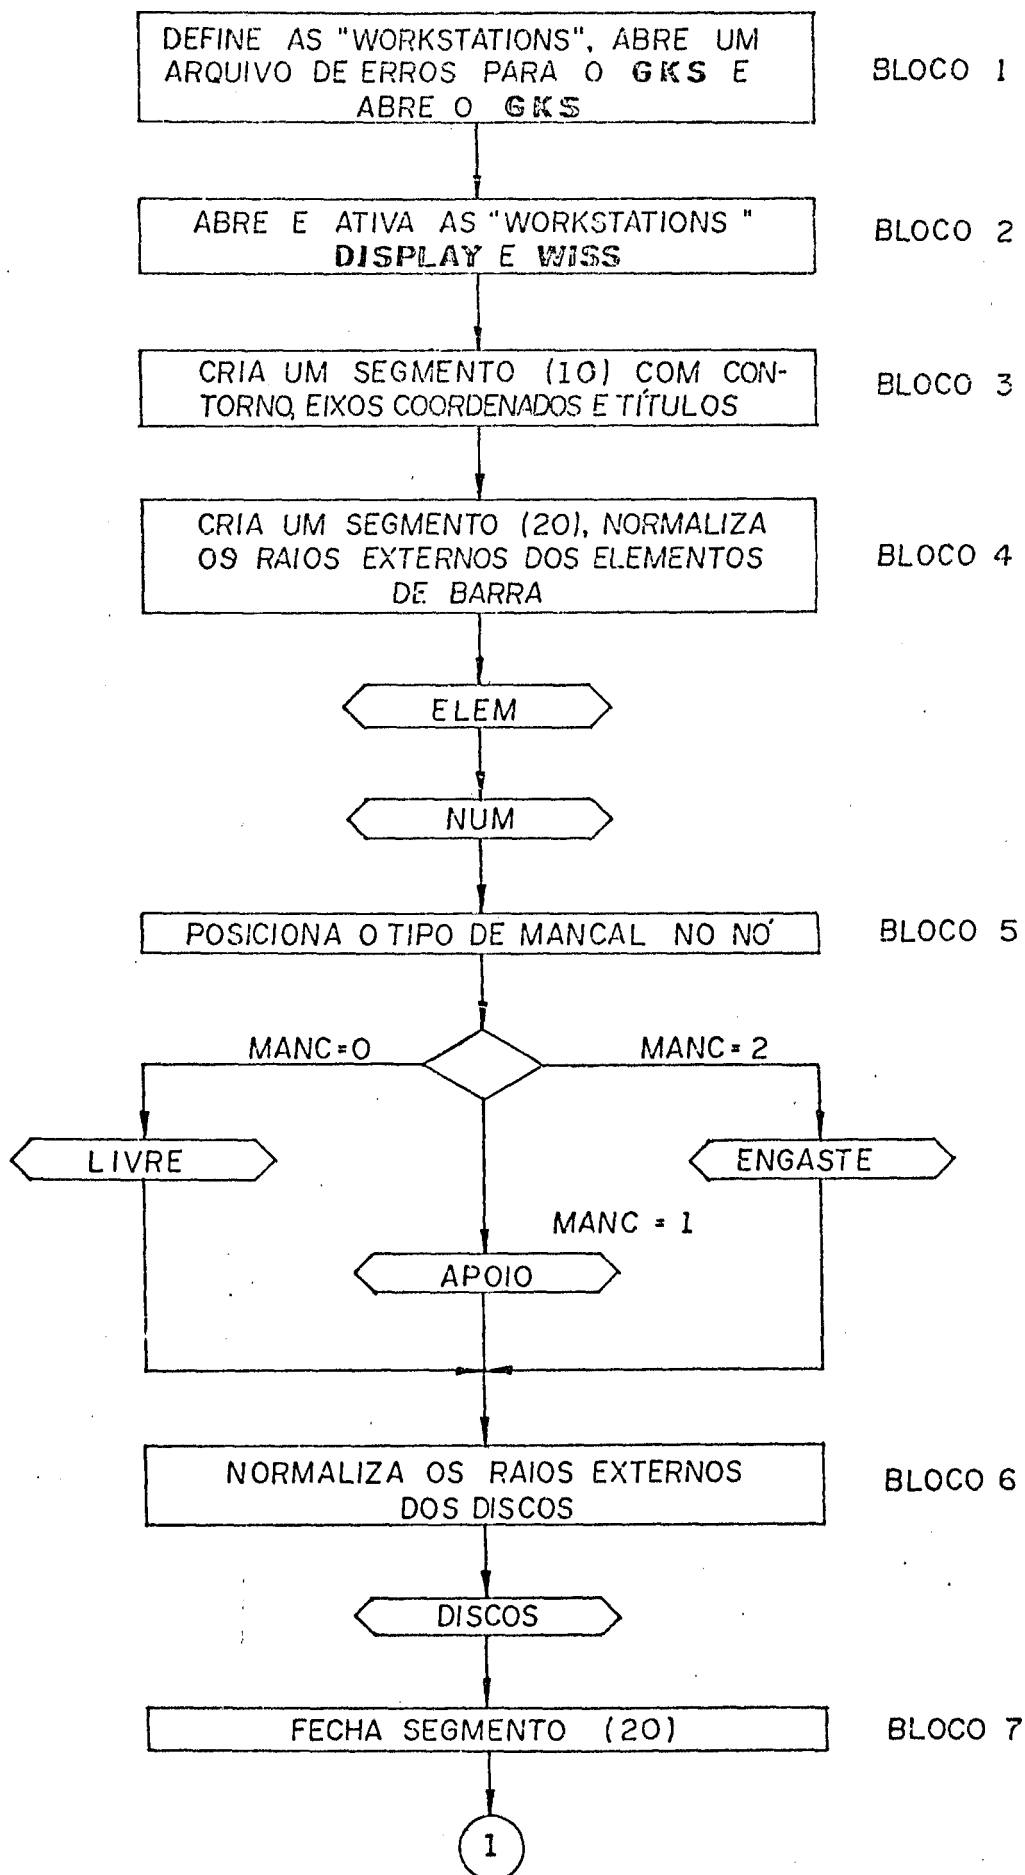 DEFINE AS "WORKSTATIONS", ABRE UM
ARQUIVO DE ERROS PARA O GKS E
ABRE O GKS
BLOCO 1
ABRE E ATIVA AS "WORKSTATIONS"
DISPLAY E WISS
BLOCO 2
CRIA UM SEGMENTO (10) COM CON-
TORNO, EIXOS COORDENADOS E TÍTULOS
BLOCO 3
CRIA UM SEGMENTO (20), NORMALIZA
OS RAIOS EXTERNOS DOS ELEMENTOS
DE BARRA
BLOCO 4
ELEM
NUM
POSICIONA O TIPO DE MANCAL NO NÓ
BLOCO 5
MANC=0
MANC=2
LIVRE
ENGASTE
MANC = 1
APOIO
NORMALIZA OS RAIOS EXTERNOS
DOS DISCOS
BLOCO 6
DISCOS
FECHA SEGMENTO (20)
BLOCO 7
1